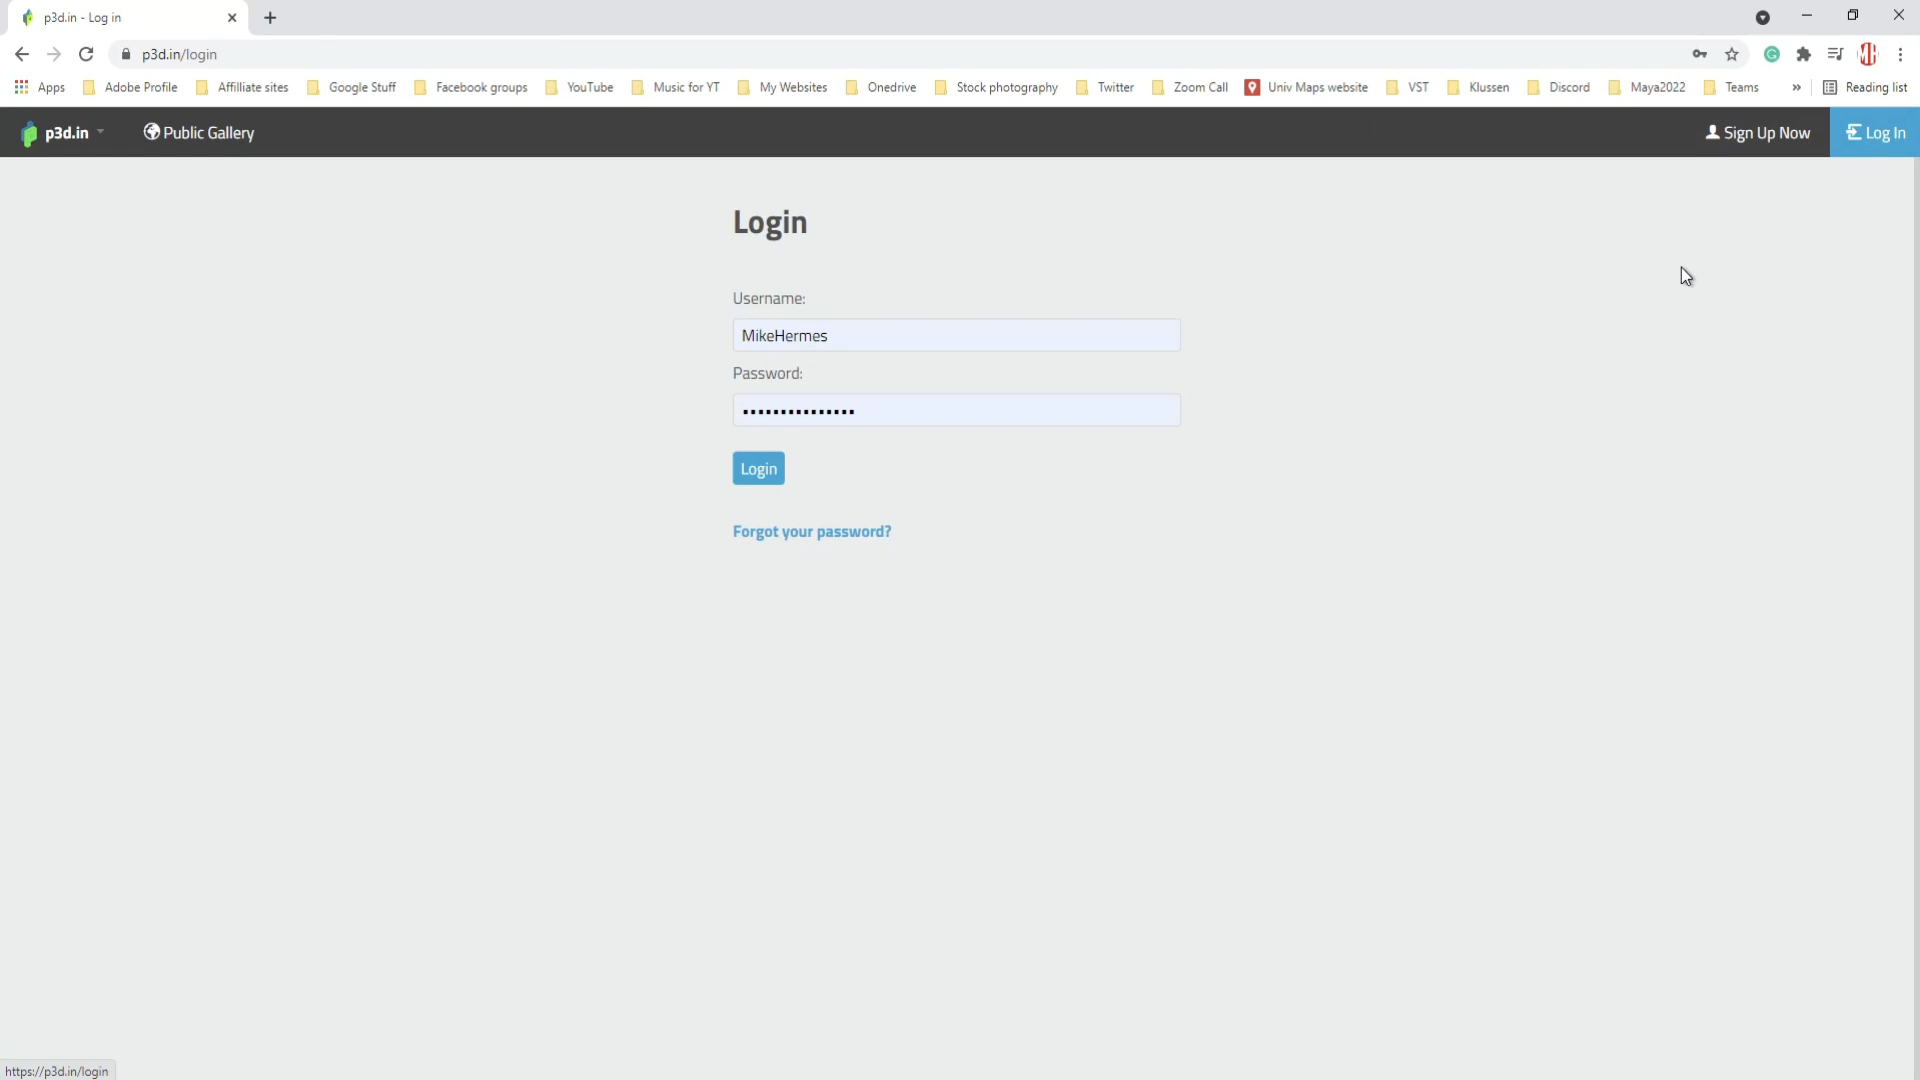 p3d.in - Log in
p3d.in/login
Apps Adobe Profile Affilliate sites Google Stuff Facebook groups YouTube Music for YT My Websites Onedrive Stock photography Twitter Zoom Call Univ Maps website VST Klussen Discord Maya2022 Teams » Reading list
p3d.in Public Gallery Sign Up Now Log In
Login
Username:
MikeHermes
Password:
•••••••••••••••
Login
Forgot your password?
https://p3d.in/login